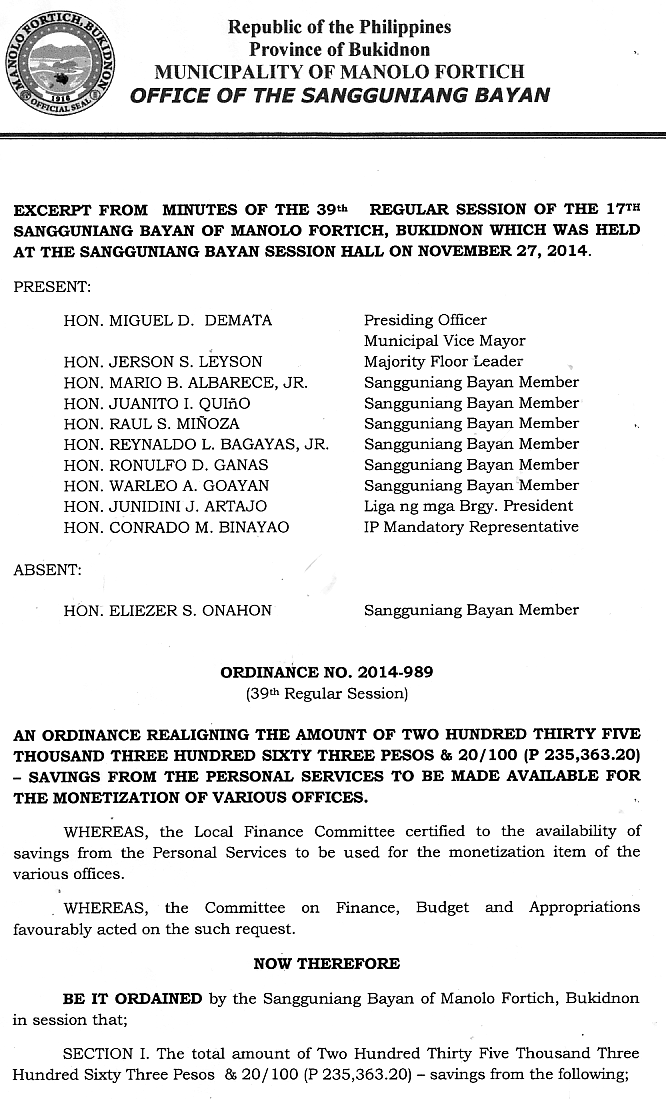 MANOLO FORTICH, BUKIDNON
1916
OFFICIAL SEAL
Republic of the Philippines
Province of Bukidnon
MUNICIPALITY OF MANOLO FORTICH
OFFICE OF THE SANGGUNIANG BAYAN
EXCERPT FROM MINUTES OF THE 39th REGULAR SESSION OF THE 17TH
SANGGUNIANG BAYAN OF MANOLO FORTICH, BUKIDNON WHICH WAS HELD
AT THE SANGGUNIANG BAYAN SESSION HALL ON NOVEMBER 27, 2014.
PRESENT:
HON. MIGUEL D. DEMATA Presiding Officer
Municipal Vice Mayor
HON. JERSON S. LEYSON Majority Floor Leader
HON. MARIO B. ALBARECE, JR. Sangguniang Bayan Member
HON. JUANITO I. QUIñO Sangguniang Bayan Member
HON. RAUL S. MIÑOZA Sangguniang Bayan Member
HON. REYNALDO L. BAGAYAS, JR. Sangguniang Bayan Member
HON. RONULFO D. GANAS Sangguniang Bayan Member
HON. WARLEO A. GOAYAN Sangguniang Bayan Member
HON. JUNIDINI J. ARTAJO Liga ng mga Brgy. President
HON. CONRADO M. BINAYAO IP Mandatory Representative
ABSENT:
HON. ELIEZER S. ONAHON Sangguniang Bayan Member
ORDINANCE NO. 2014-989
(39th Regular Session)
AN ORDINANCE REALIGNING THE AMOUNT OF TWO HUNDRED THIRTY FIVE
THOUSAND THREE HUNDRED SIXTY THREE PESOS & 20/100 (P 235,363.20)
– SAVINGS FROM THE PERSONAL SERVICES TO BE MADE AVAILABLE FOR
THE MONETIZATION OF VARIOUS OFFICES.
WHEREAS, the Local Finance Committee certified to the availability of
savings from the Personal Services to be used for the monetization item of the
various offices.
WHEREAS, the Committee on Finance, Budget and Appropriations
favourably acted on the such request.
NOW THEREFORE
BE IT ORDAINED by the Sangguniang Bayan of Manolo Fortich, Bukidnon
in session that;
SECTION I. The total amount of Two Hundred Thirty Five Thousand Three
Hundred Sixty Three Pesos & 20/100 (P 235,363.20) – savings from the following;